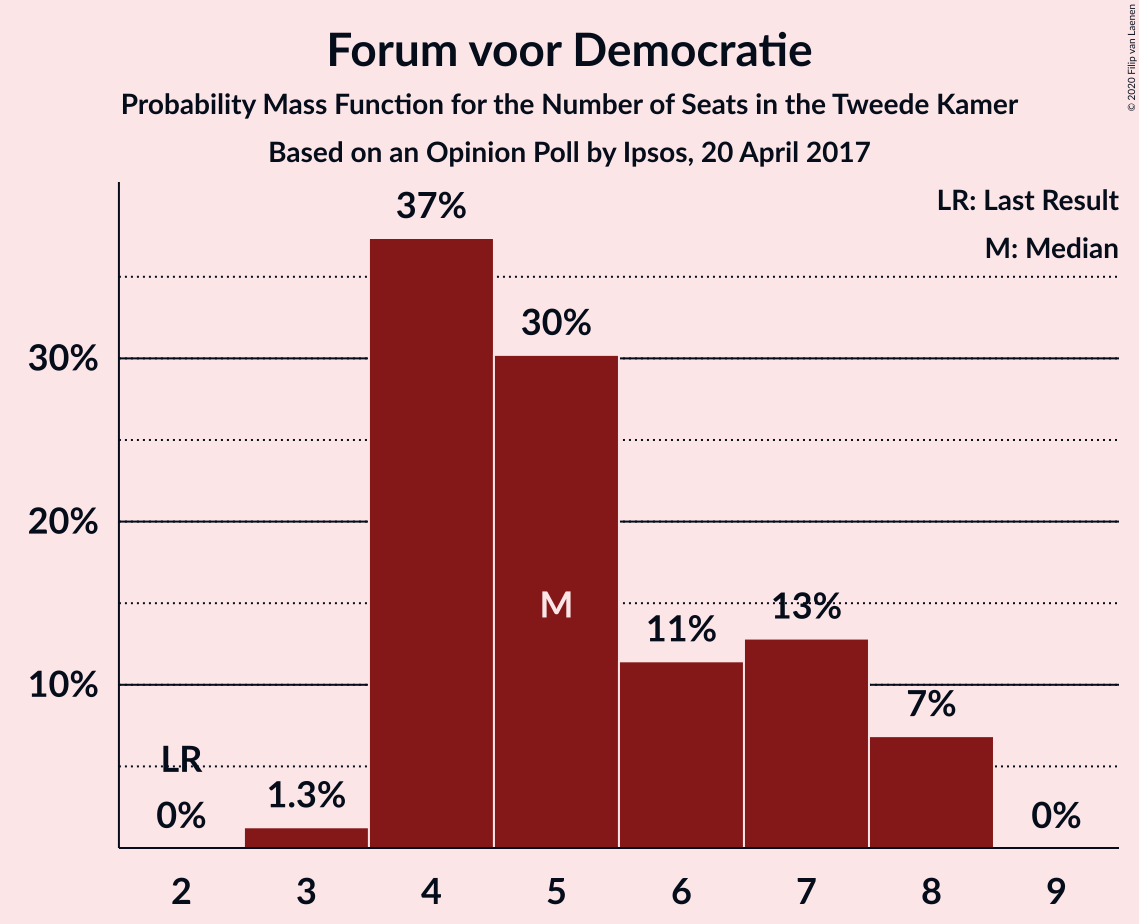 Forum voor Democratie
Probability Mass Function for the Number of Seats in the Tweede Kamer
Based on an Opinion Poll by Ipsos, 20 April 2017
© 2020 Filip van Laenen
LR: Last Result
M: Median
37%
30%
30%
20%
M
13%
11%
10%
7%
LR
1.3%
0%
0%
2 3 4 5 6 7 8 9